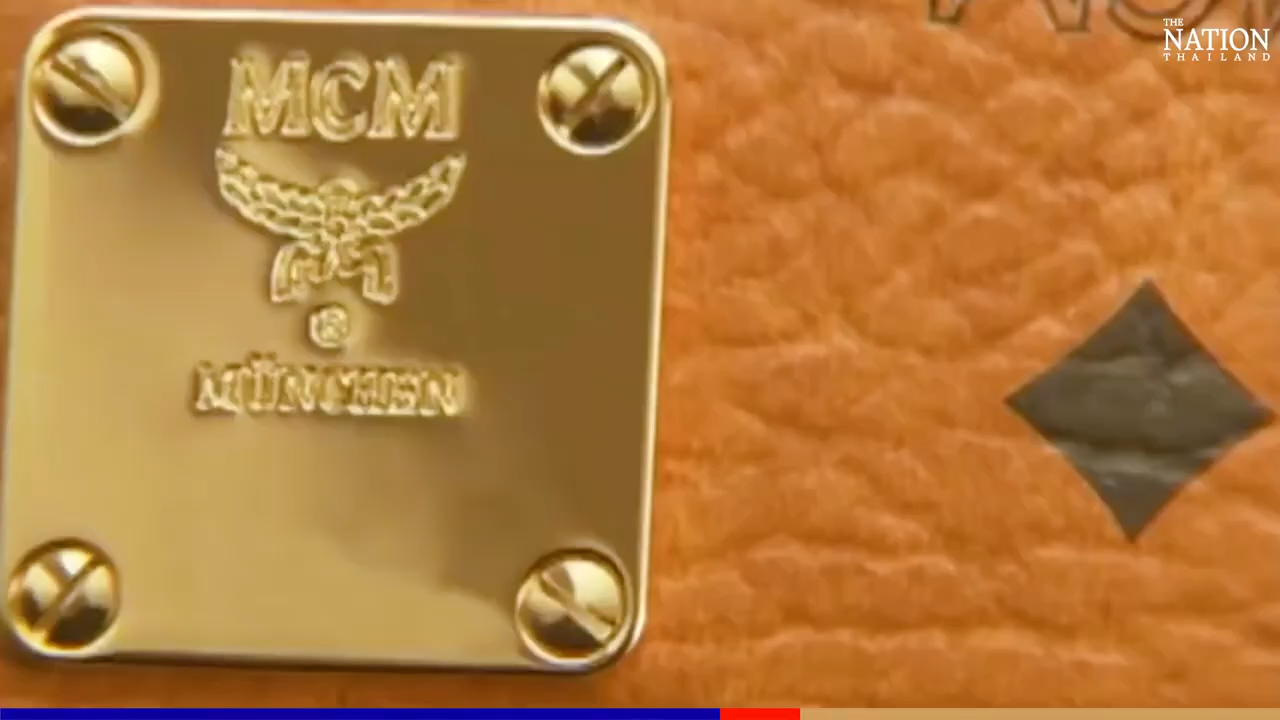 MCM
®
MÜNCHEN
THE
NATION
THAILAND